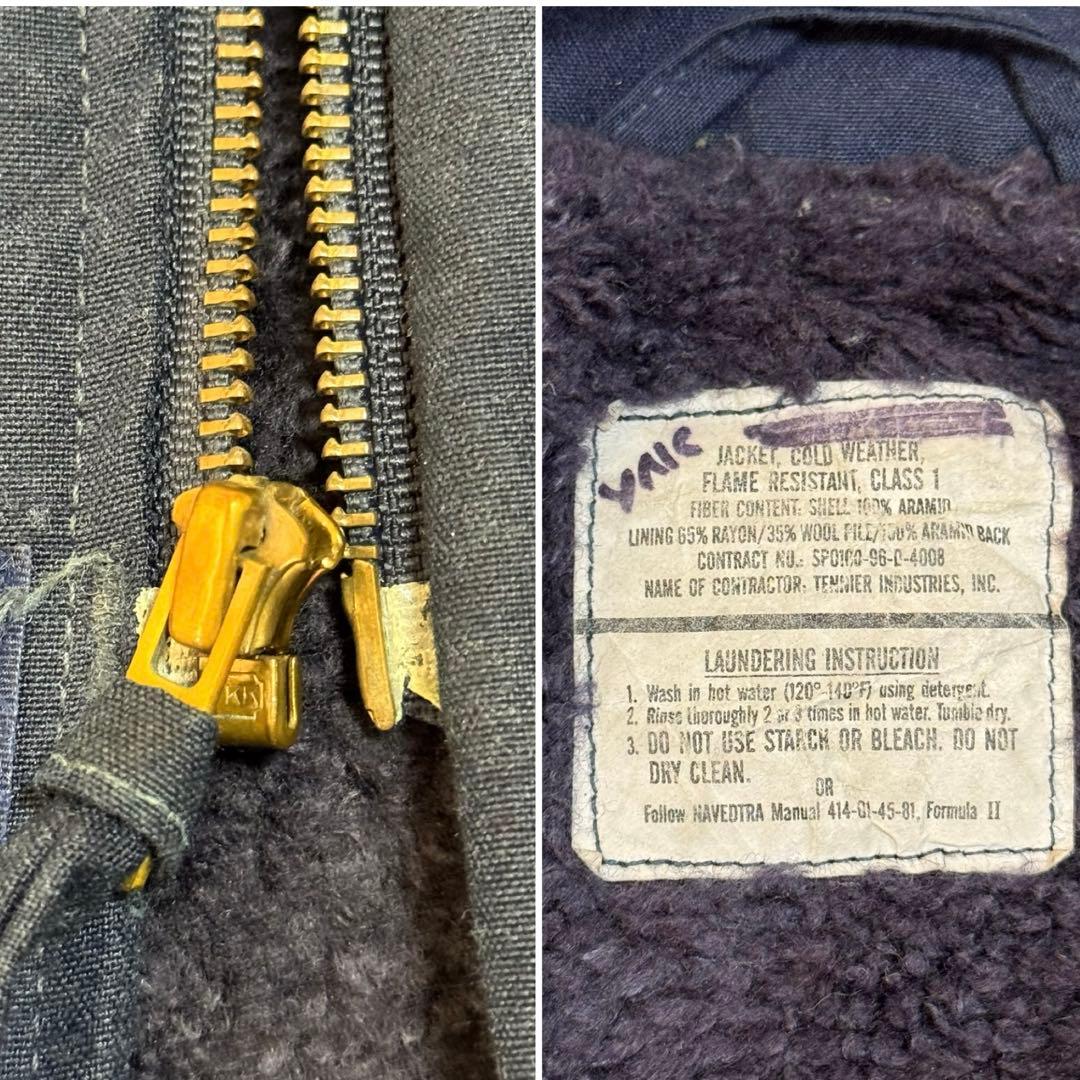 KK
JACKET, COLD WEATHER,
FLAME RESISTANT, CLASS 1
FIBER CONTENT: SHELL 100% ARAMID
LINING 65% RAYON/35% WOOL PILE/100% ARAMID BACK
CONTRACT NO.: SPO100-96-D-4008
NAME OF CONTRACTOR: TENNIER INDUSTRIES, INC.
LAUNDERING INSTRUCTION
1. Wash in hot water (120°-140°F) using detergent.
2. Rinse thoroughly 2 or 3 times in hot water. Tumble dry.
3. DO NOT USE STARCH OR BLEACH. DO NOT
DRY CLEAN.
OR
Follow NAVEDTRA Manual 414-01-45-81, Formula II